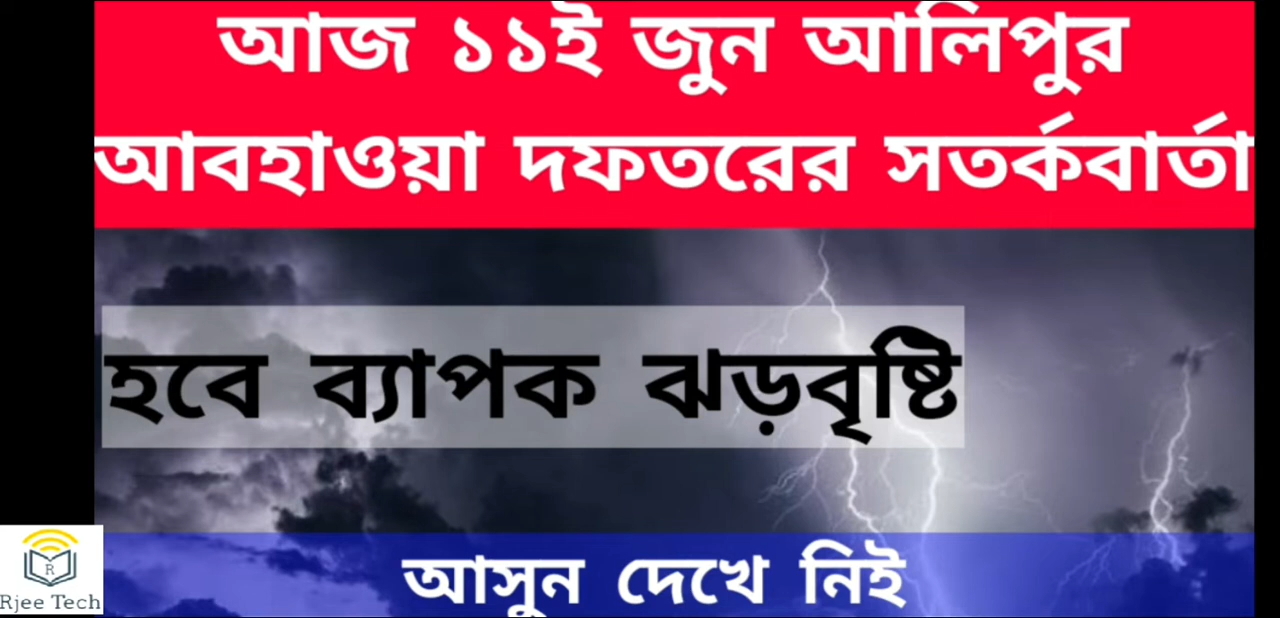 আজ ১১ই জুন আলিপুর
আবহাওয়া দফতরের সতর্কবার্তা
হবে ব্যাপক ঝড়বৃষ্টি
আসুন দেখে নিই
R
Rjee Tech